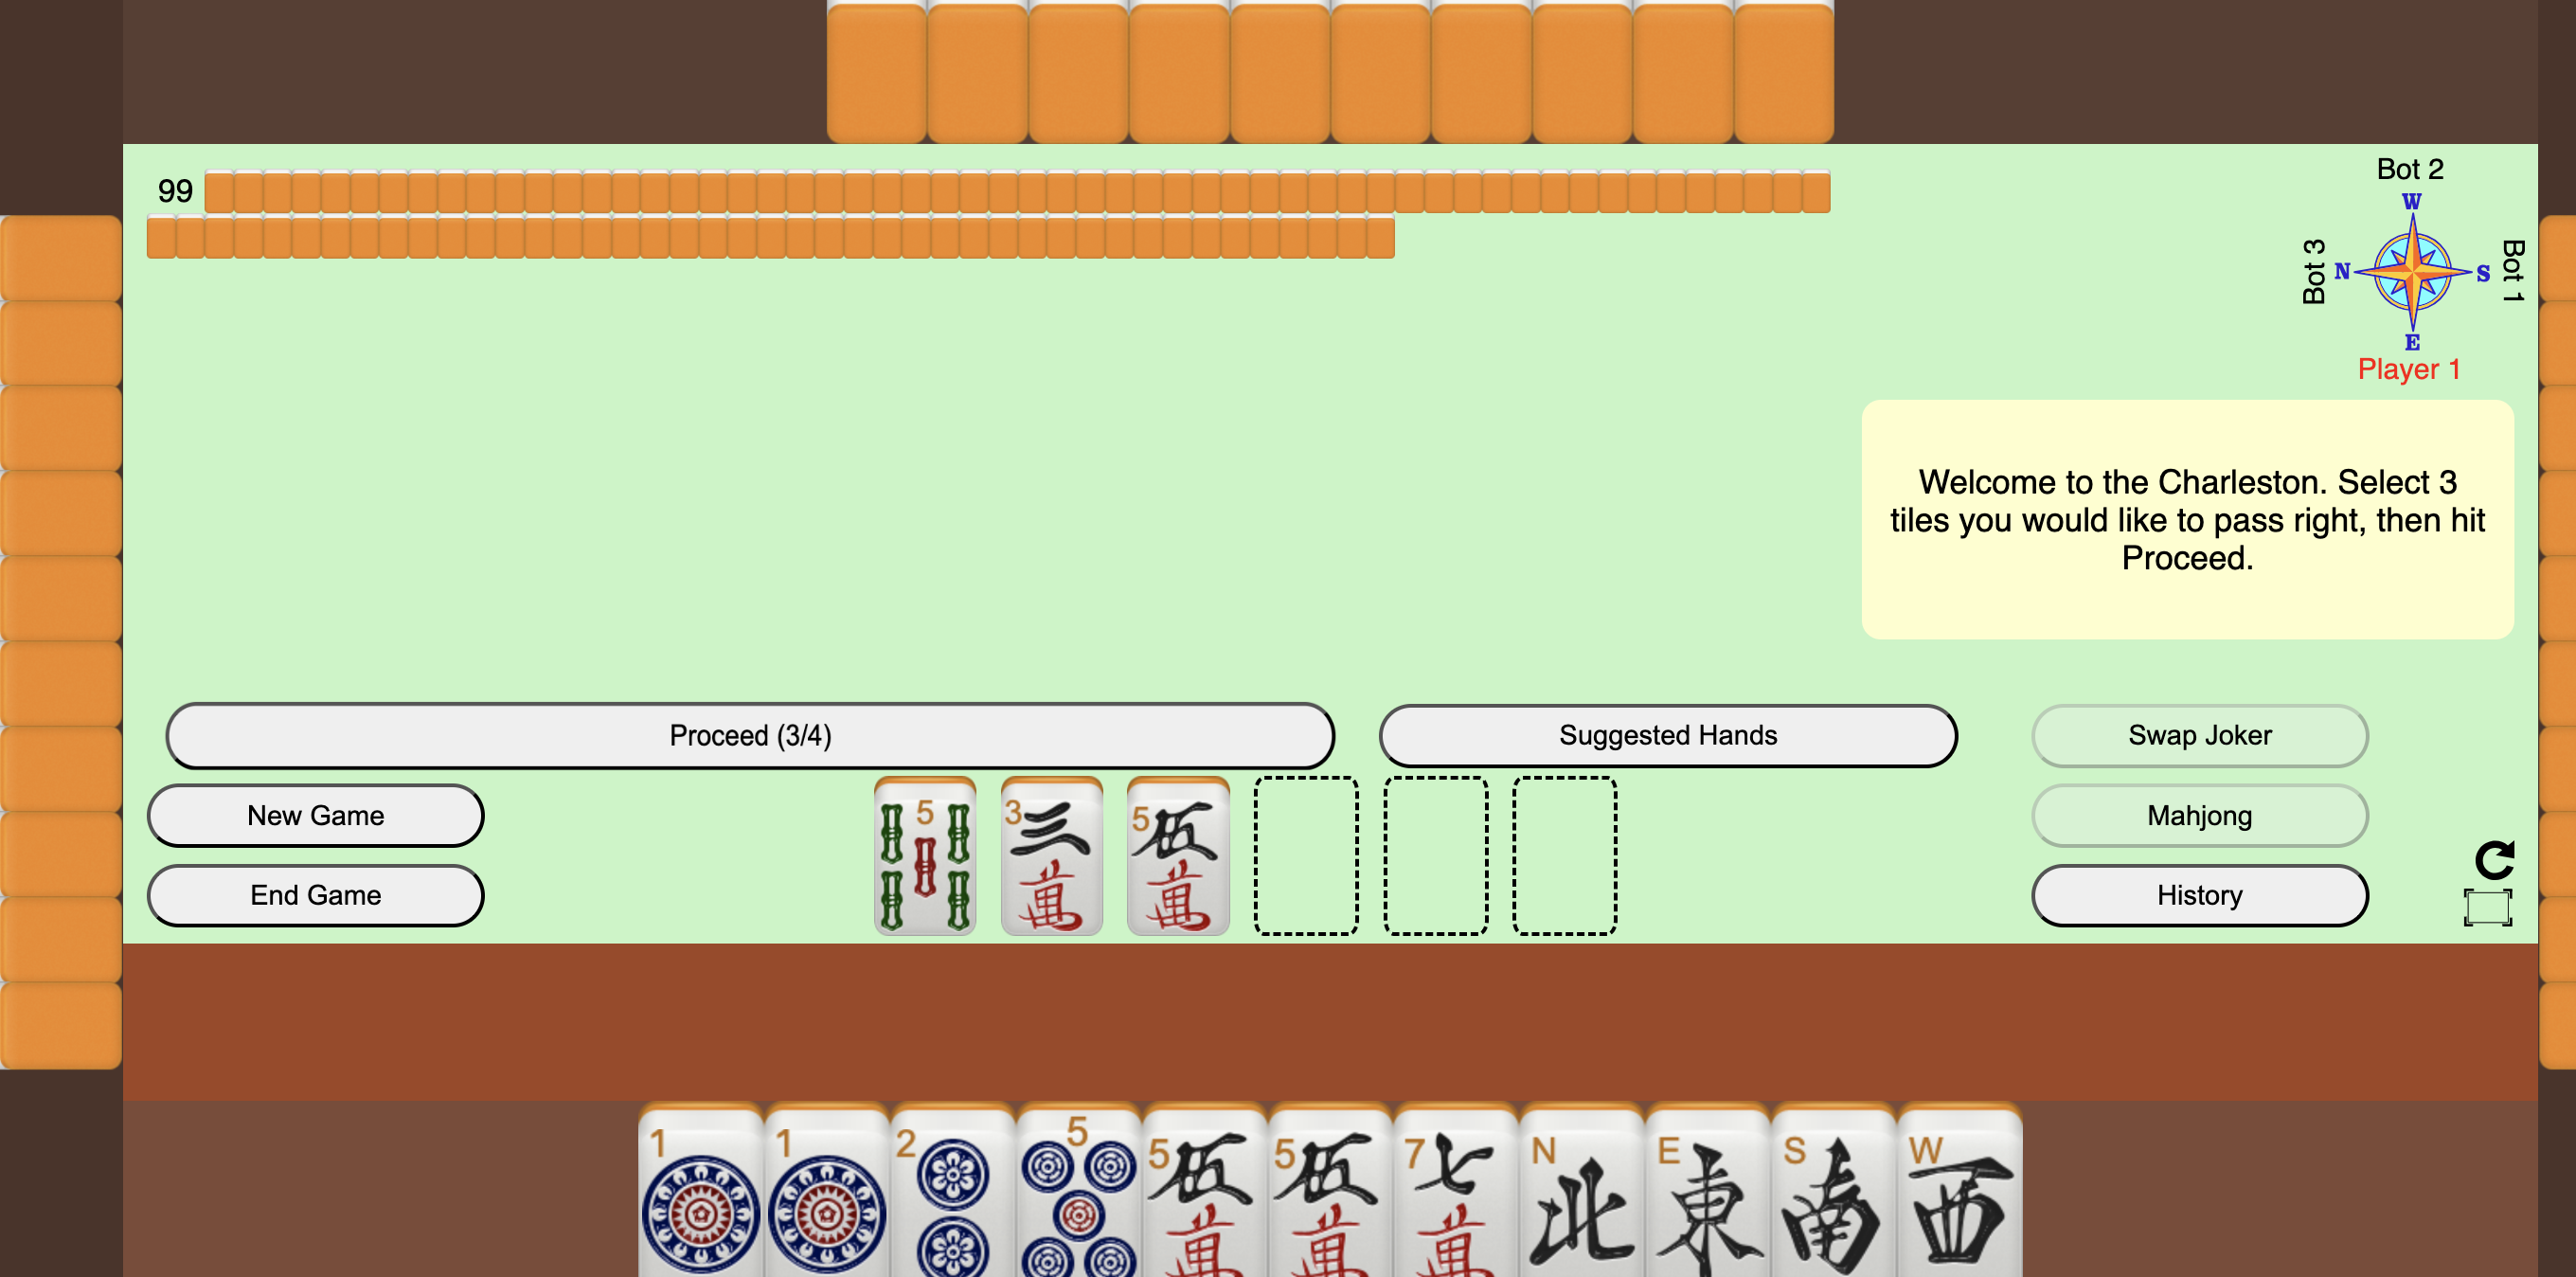 99
Bot 2
W
Bot 3
N
S
Bot 1
E
Player 1
Welcome to the Charleston. Select 3
tiles you would like to pass right, then hit
Proceed.
Proceed (3/4)
Suggested Hands
Swap Joker
New Game
Mahjong
End Game
History
5
3 三 萬
5 伍 萬
1
1
2
5
5 伍 萬
5 伍 萬
7 七 萬
N 北
E 東
S 南
W 西